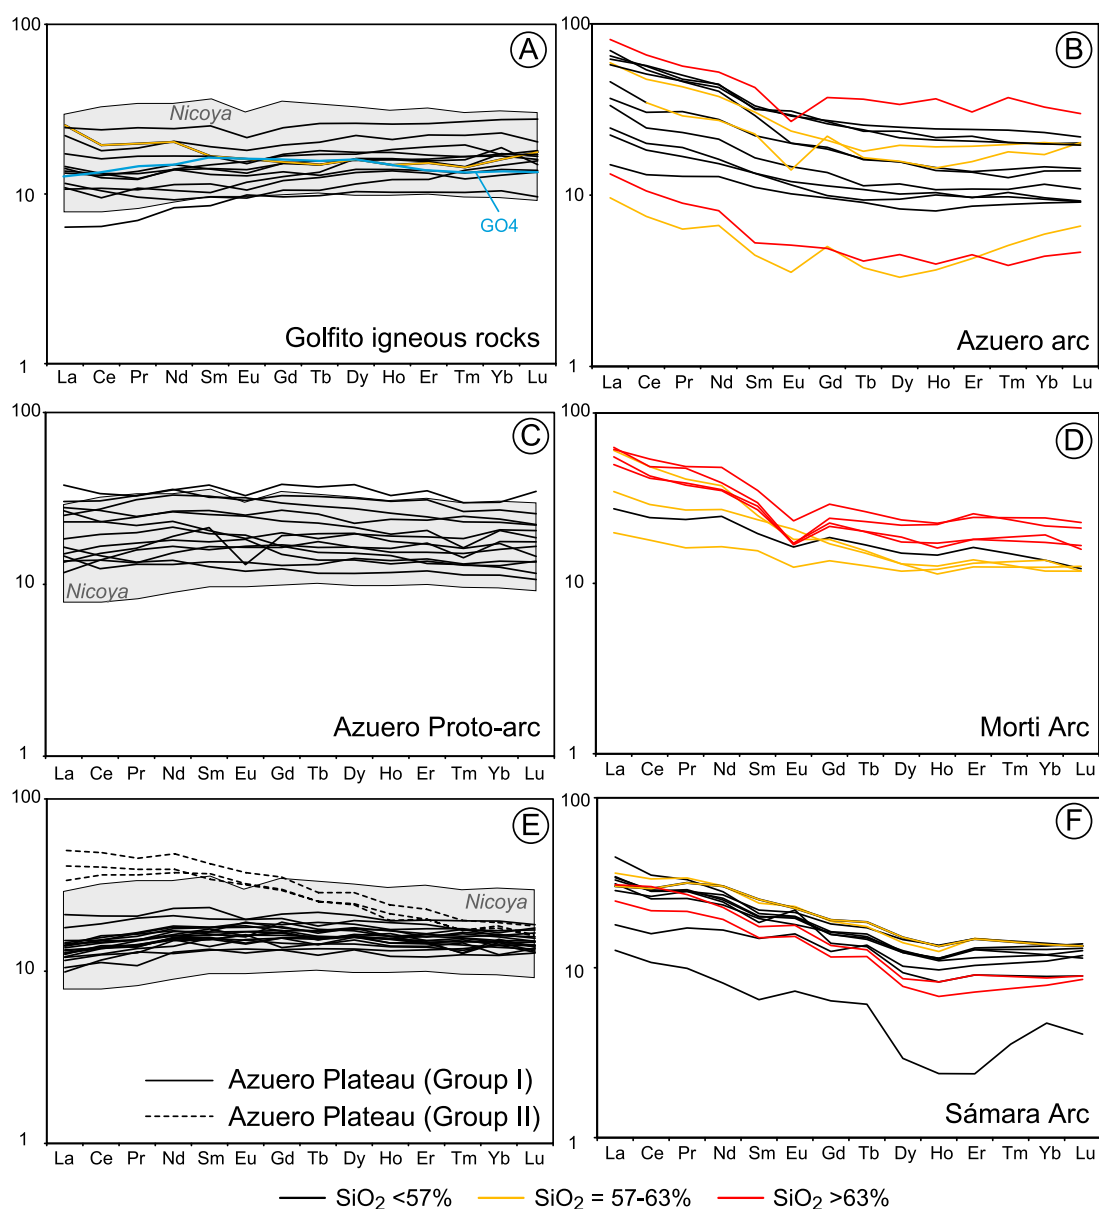 100
10
1
A
Nicoya
GO4
Golfito igneous rocks
La Ce Pr Nd Sm Eu Gd Tb Dy Ho Er Tm Yb Lu
100
10
1
B
Azuero arc
La Ce Pr Nd Sm Eu Gd Tb Dy Ho Er Tm Yb Lu
100
10
1
C
Nicoya
Azuero Proto-arc
La Ce Pr Nd Sm Eu Gd Tb Dy Ho Er Tm Yb Lu
100
10
1
D
Morti Arc
La Ce Pr Nd Sm Eu Gd Tb Dy Ho Er Tm Yb Lu
100
10
1
E
Nicoya
Azuero Plateau (Group I)
Azuero Plateau (Group II)
La Ce Pr Nd Sm Eu Gd Tb Dy Ho Er Tm Yb Lu
100
10
1
F
Sámara Arc
La Ce Pr Nd Sm Eu Gd Tb Dy Ho Er Tm Yb Lu
SiO₂ <57% SiO₂ = 57-63% SiO₂ >63%